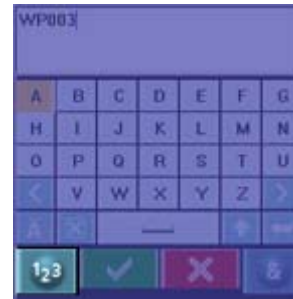 WP003
A B C D E F G
H I J K L M N
O P Q R S T U
< V W X Y Z >
123 &